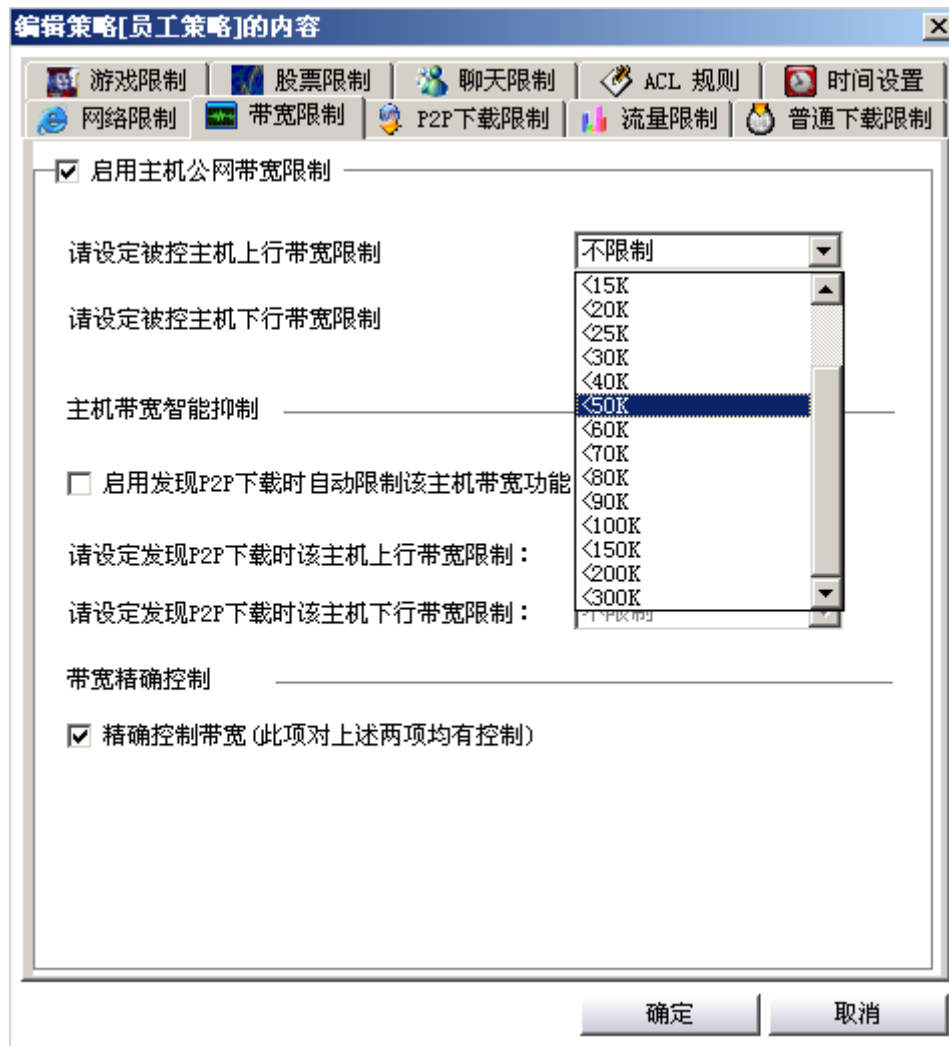 编辑策略[员工策略]的内容
游戏限制 股票限制 聊天限制 ACL 规则 时间设置
网络限制 带宽限制 P2P下载限制 流量限制 普通下载限制
启用主机公网带宽限制
请设定被控主机上行带宽限制 不限制
<15K
<20K
请设定被控主机下行带宽限制
<25K
<30K
<40K
主机带宽智能抑制 <50K
<60K
<70K
<80K
启用发现P2P下载时自动限制该主机带宽功能
<90K
<100K
请设定发现P2P下载时该主机上行带宽限制：
<150K
<200K
<300K
请设定发现P2P下载时该主机下行带宽限制： 不限制
带宽精确控制
精确控制带宽(此项对上述两项均有控制)
确定 取消